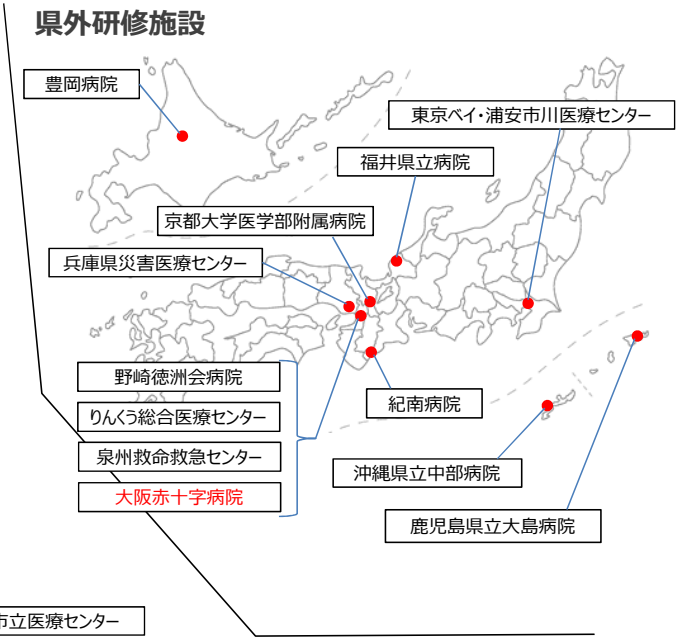 県外研修施設
豊岡病院
東京ベイ・浦安市川医療センター
福井県立病院
京都大学医学部附属病院
兵庫県災害医療センター
野崎徳洲会病院
紀南病院
りんくう総合医療センター
泉州救命救急センター
沖縄県立中部病院
大阪赤十字病院
鹿児島県立大島病院
市立医療センター